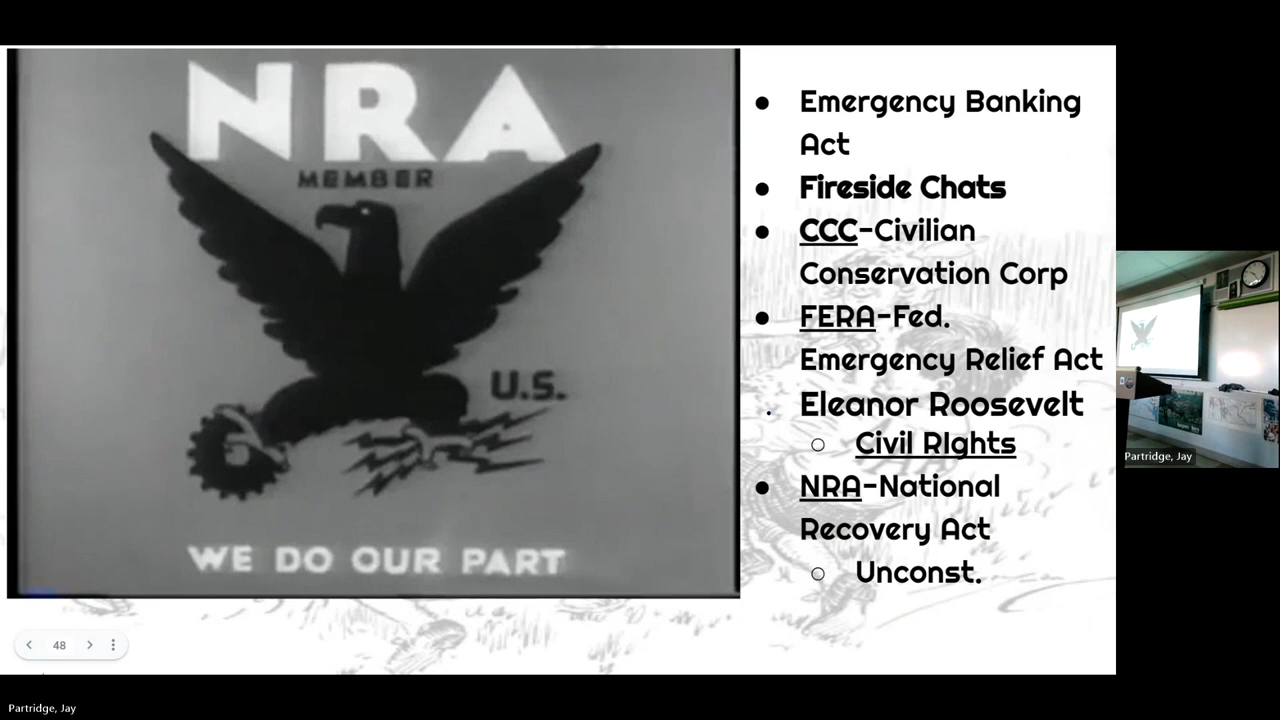 NRA
MEMBER
U.S.
WE DO OUR PART
Emergency Banking
Act
Fireside Chats
CCC-Civilian
Conservation Corp
FERA-Fed.
Emergency Relief Act
Eleanor Roosevelt
Civil RIghts
NRA-National
Recovery Act
Unconst.
48
Partridge, Jay
Partridge, Jay